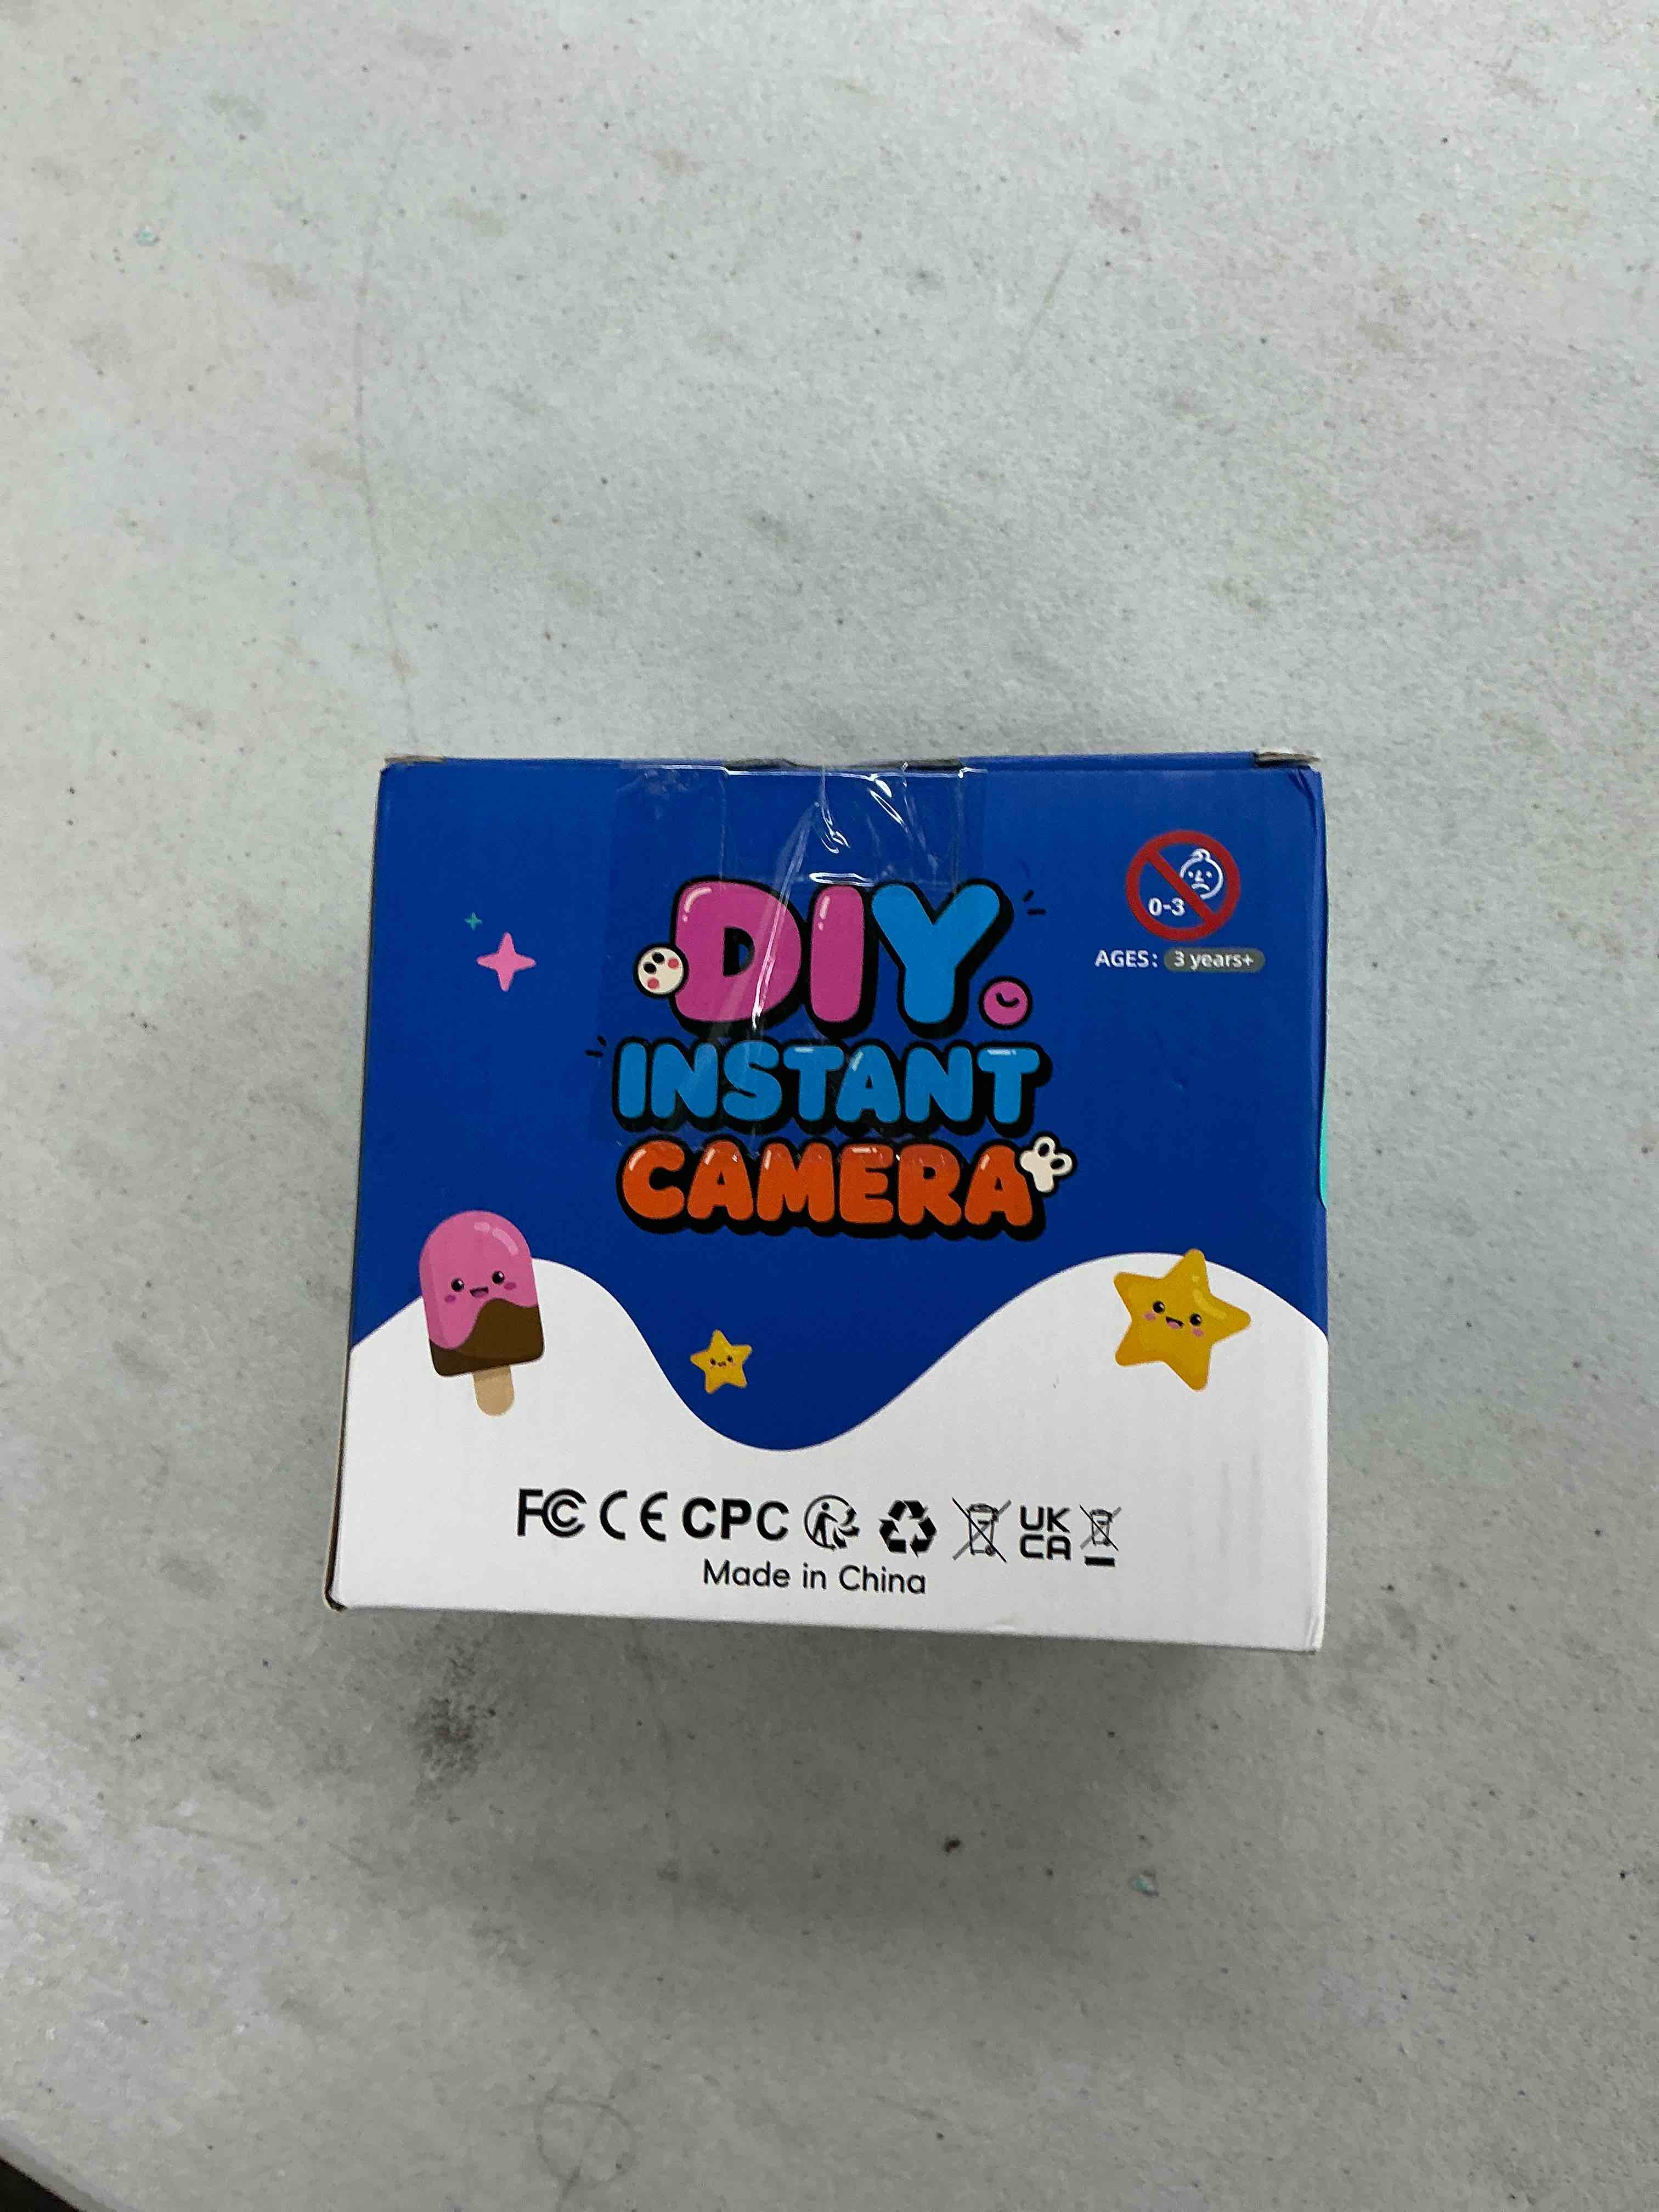 DIY
INSTANT
CAMERA
0-3
AGES: 3 years+
FC CE CPC UK CA
Made in China